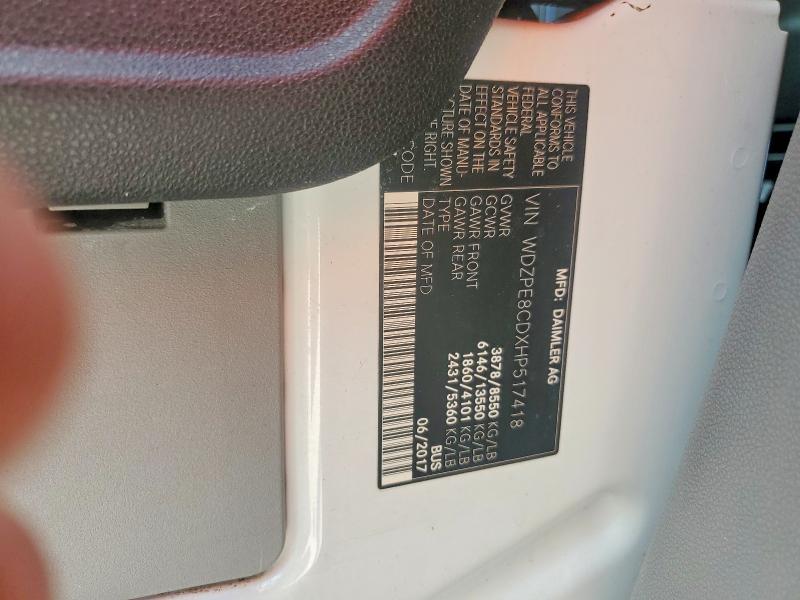 MFD: DAIMLER AG
VIN WDZPE8CDXHP517418
GVWR 3878/8550 KG/LB
GCWR 6146/13550 KG/LB
GAWR FRONT 1860/4101 KG/LB
GAWR REAR 2431/5360 KG/LB
TYPE BUS
DATE OF MFD 06/2017
THIS VEHICLE
CONFORMS TO
ALL APPLICABLE
FEDERAL
VEHICLE SAFETY
STANDARDS IN
EFFECT ON THE
DATE OF MANU-
SHOWN
RIGHT.
CODE